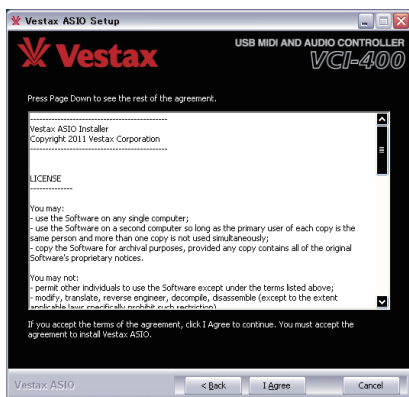 Vestax ASIO Setup
Vestax
USB MIDI AND AUDIO CONTROLLER
VCI-400
Press Page Down to see the rest of the agreement.
--------------------------------------------
Vestax ASIO Installer
Copyright 2011 Vestax Corporation
--------------------------------------------
LICENSE
--------------
You may:
- use the Software on any single computer;
- use the Software on a second computer so long as the primary user of each copy is the
same person and more than one copy is not used simultaneously;
- copy the Software for archival purposes, provided any copy contains all of the original
Software's proprietary notices.
You may not:
- permit other individuals to use the Software except under the terms listed above;
- modify, translate, reverse engineer, decompile, disassemble (except to the extent
applicable laws specifically prohibit such restriction)
If you accept the terms of the agreement, click I Agree to continue. You must accept the
agreement to install Vestax ASIO.
Vestax ASIO
< Back
I Agree
Cancel